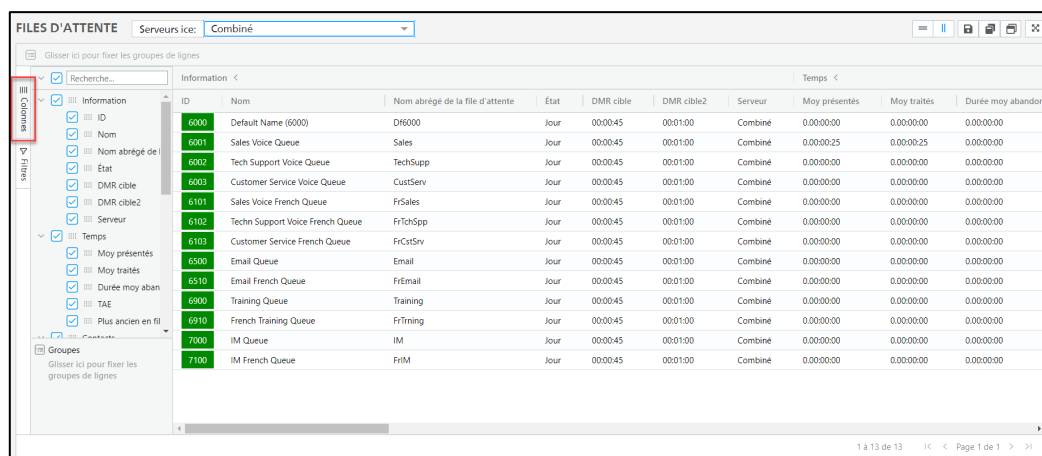 FILES D'ATTENTE Serveurs ice: Combiné
Glisser ici pour fixer les groupes de lignes
Colonnes
Filtres
Recherche...
Information
ID
Nom
Nom abrégé de l
État
DMR cible
DMR cible2
Serveur
Temps
Moy présentés
Moy traités
Durée moy aban
TAE
Plus ancien en fil
Contacts
Groupes
Glisser ici pour fixer les
groupes de lignes
Information < Temps <
ID Nom Nom abrégé de la file d'attente État DMR cible DMR cible2 Serveur Moy présentés Moy traités Durée moy abandor
6000 Default Name (6000) Df6000 Jour 00:00:45 00:01:00 Combiné 0.00:00:00 0.00:00:00 0.00:00:00
6001 Sales Voice Queue Sales Jour 00:00:45 00:01:00 Combiné 0.00:00:25 0.00:00:25 0.00:00:00
6002 Tech Support Voice Queue TechSupp Jour 00:00:45 00:01:00 Combiné 0.00:00:00 0.00:00:00 0.00:00:00
6003 Customer Service Voice Queue CustServ Jour 00:00:45 00:01:00 Combiné 0.00:00:00 0.00:00:00 0.00:00:00
6101 Sales Voice French Queue FrSales Jour 00:00:45 00:01:00 Combiné 0.00:00:00 0.00:00:00 0.00:00:00
6102 Techn Support Voice French Queue FrTchSpp Jour 00:00:45 00:01:00 Combiné 0.00:00:00 0.00:00:00 0.00:00:00
6103 Customer Service French Queue FrCstSrv Jour 00:00:45 00:01:00 Combiné 0.00:00:00 0.00:00:00 0.00:00:00
6500 Email Queue Email Jour 00:00:45 00:01:00 Combiné 0.00:00:00 0.00:00:00 0.00:00:00
6510 Email French Queue FrEmail Jour 00:00:45 00:01:00 Combiné 0.00:00:00 0.00:00:00 0.00:00:00
6900 Training Queue Training Jour 00:00:45 00:01:00 Combiné 0.00:00:00 0.00:00:00 0.00:00:00
6910 French Training Queue FrTrning Jour 00:00:45 00:01:00 Combiné 0.00:00:00 0.00:00:00 0.00:00:00
7000 IM Queue IM Jour 00:00:45 00:01:00 Combiné 0.00:00:00 0.00:00:00 0.00:00:00
7100 IM French Queue FrIM Jour 00:00:45 00:01:00 Combiné 0.00:00:00 0.00:00:00 0.00:00:00
1 à 13 de 13 Page 1 de 1